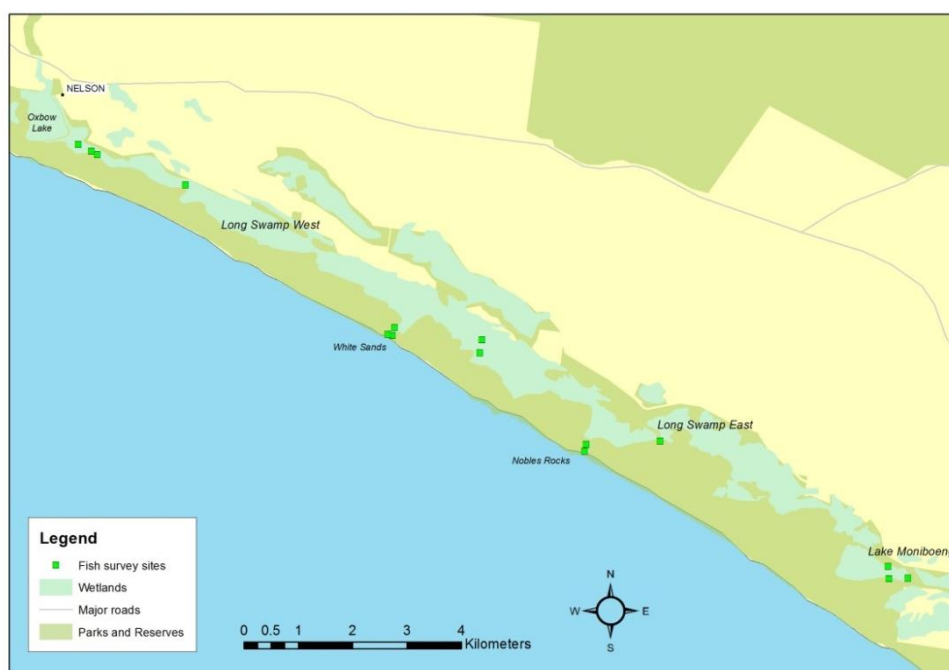 NELSON
Oxbow
Lake
Long Swamp West
White Sands
Long Swamp East
Nobles Rocks
Lake Moniboeng
Legend
Fish survey sites
Wetlands
Major roads
Parks and Reserves
0 0.5 1 2 3 4
Kilometers
N
W E
S